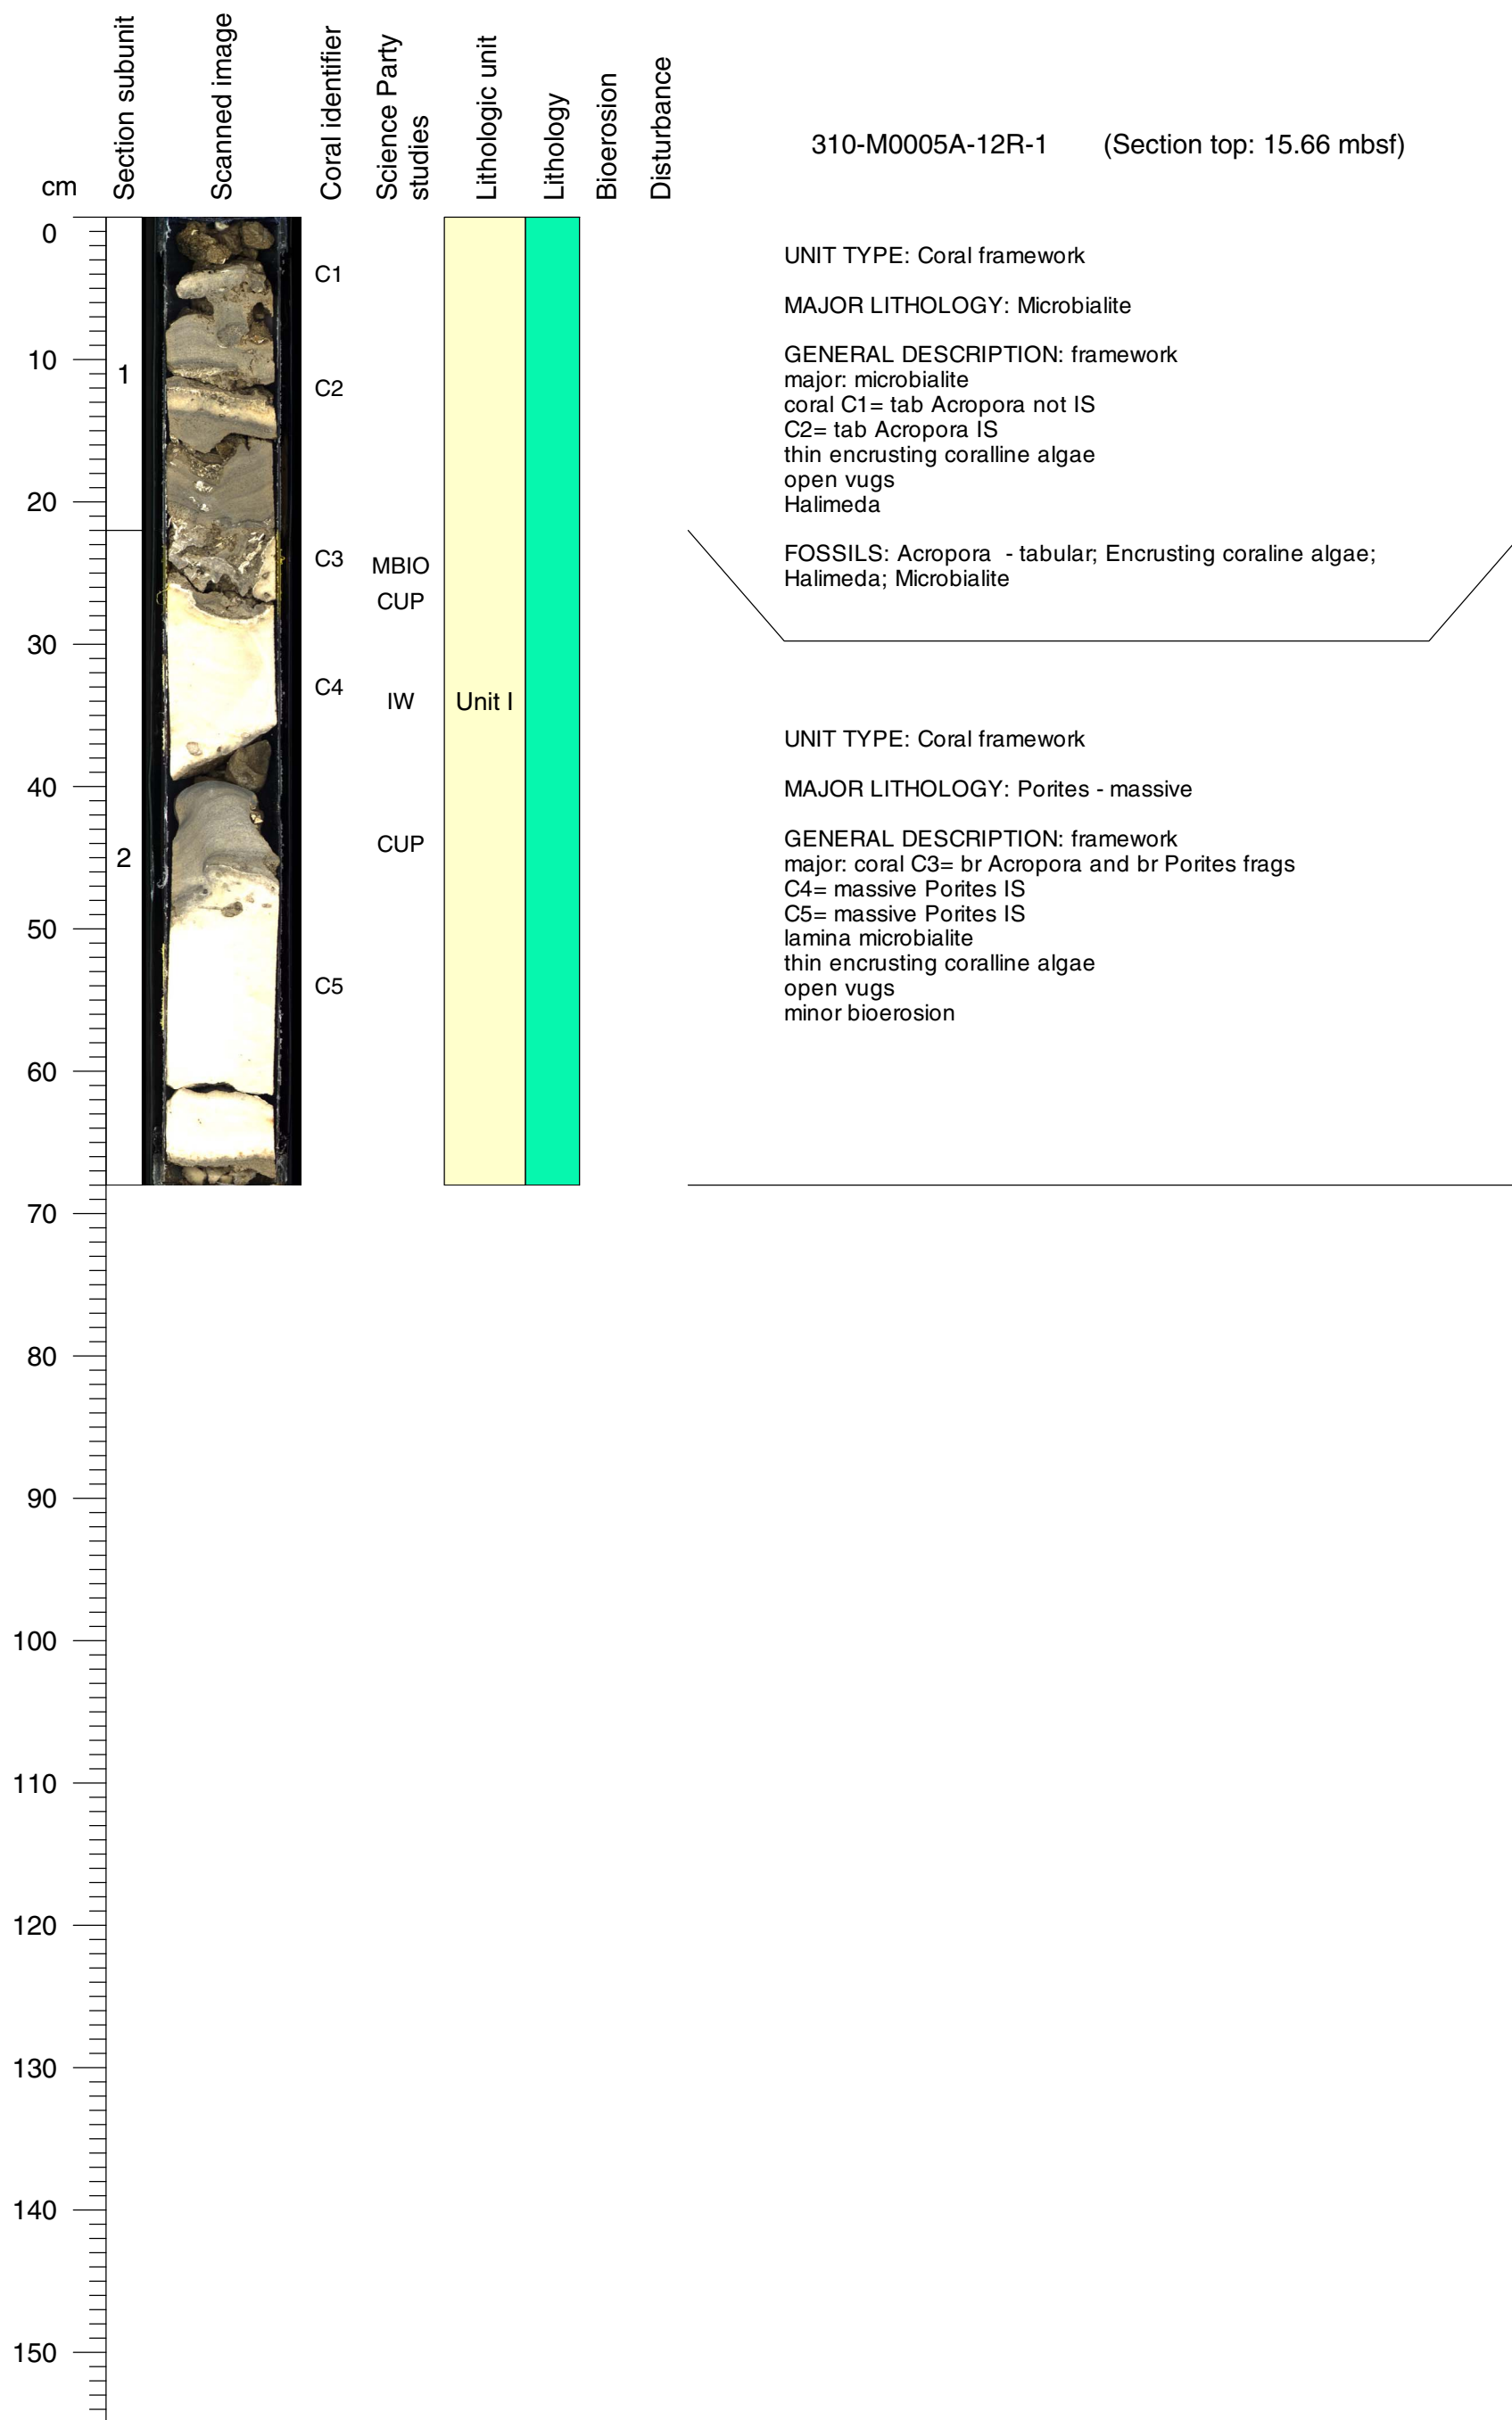 cm
Section subunit
Scanned image
Coral identifier
Science Party
studies
Lithologic unit
Lithology
Bioerosion
Disturbance
310-M0005A-12R-1 (Section top: 15.66 mbsf)
0
10
20
30
40
50
60
70
80
90
100
110
120
130
140
150
1
2
C1
C2
C3
C4
C5
MBIO
CUP
IW
CUP
Unit I
UNIT TYPE: Coral framework
MAJOR LITHOLOGY: Microbialite
GENERAL DESCRIPTION: framework
major: microbialite
coral C1= tab Acropora not IS
C2= tab Acropora IS
thin encrusting coralline algae
open vugs
Halimeda
FOSSILS: Acropora - tabular; Encrusting coraline algae;
Halimeda; Microbialite
UNIT TYPE: Coral framework
MAJOR LITHOLOGY: Porites - massive
GENERAL DESCRIPTION: framework
major: coral C3= br Acropora and br Porites frags
C4= massive Porites IS
C5= massive Porites IS
lamina microbialite
thin encrusting coralline algae
open vugs
minor bioerosion